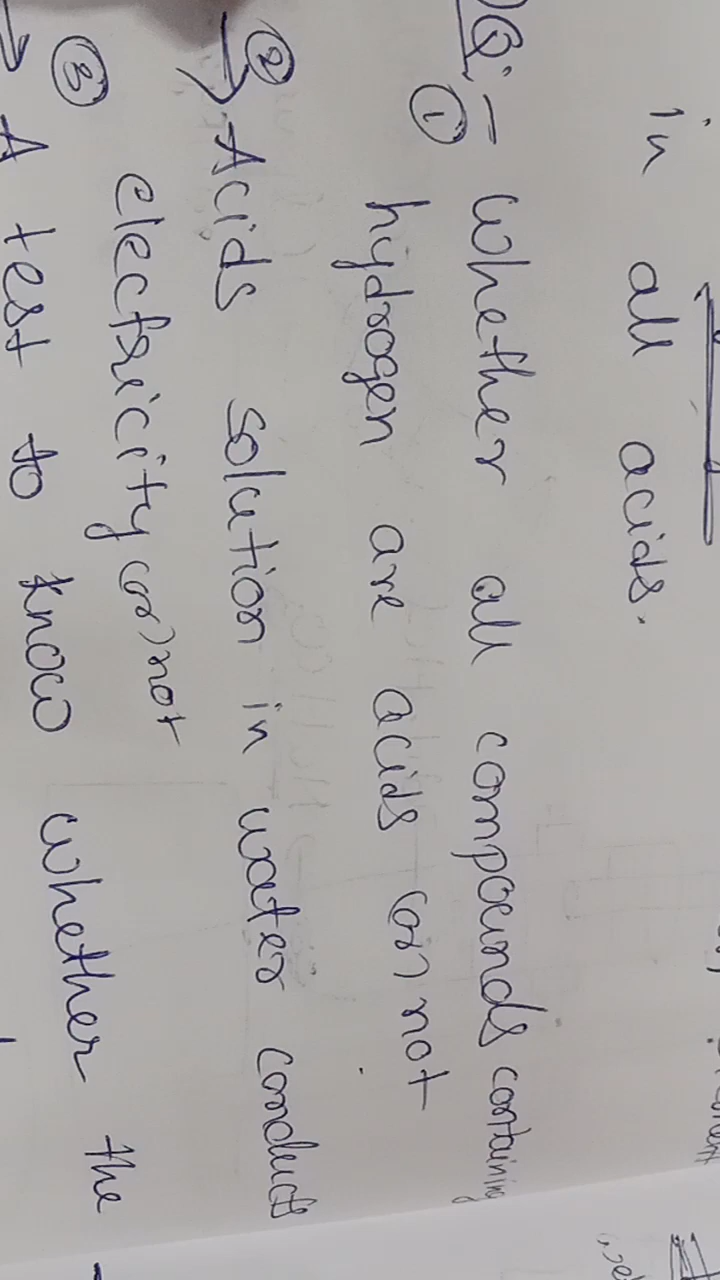 in all acids.
Q:- Whether all compounds containing
① hydrogen are acids (or) not
②
→ Acids solution in water conducts
electricity (or) not
③
→ A test to know whether the